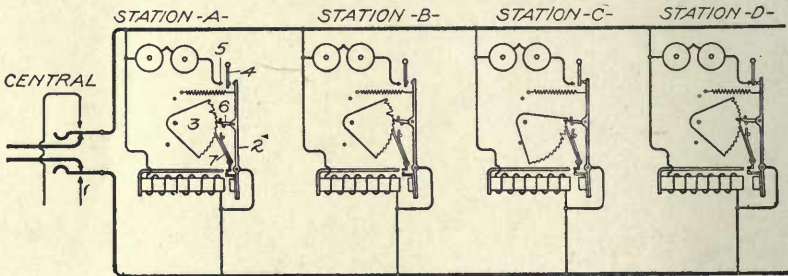 STATION -A-
STATION -B-
STATION -C-
STATION -D-
CENTRAL
5
4
6
3
2
7
1